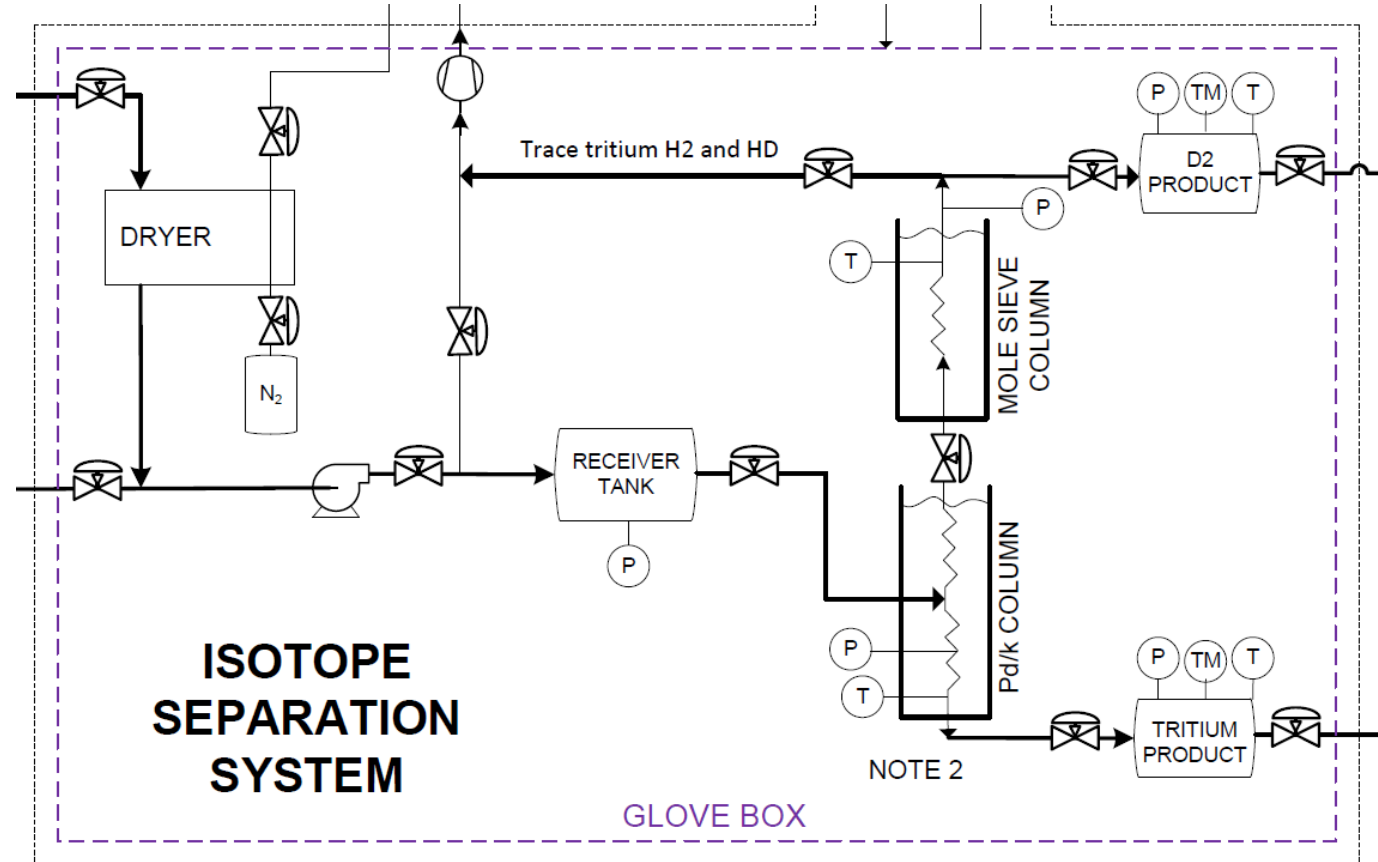 P
TM
T
Trace tritium H2 and HD
D2
PRODUCT
P
DRYER
T
MOLE SIEVE
COLUMN
N₂
RECEIVER
TANK
P
Pd/k COLUMN
P
T
ISOTOPE
SEPARATION
SYSTEM
P
TM
T
TRITIUM
PRODUCT
NOTE 2
GLOVE BOX